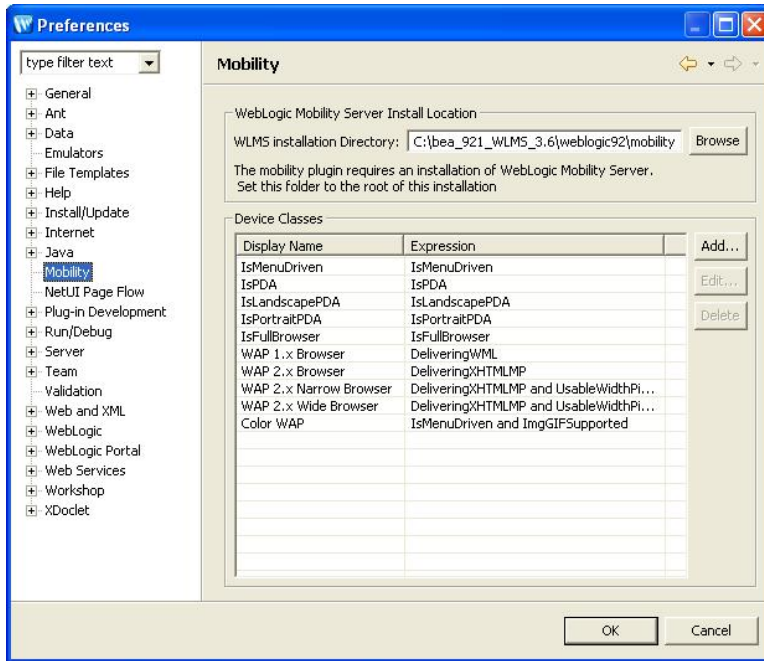 Preferences
type filter text
General
Ant
Data
Emulators
File Templates
Help
Install/Update
Internet
Java
Mobility
NetUI Page Flow
Plug-in Development
Run/Debug
Server
Team
Validation
Web and XML
WebLogic
WebLogic Portal
Web Services
Workshop
XDoclet
Mobility
WebLogic Mobility Server Install Location
WLMS installation Directory: C:\bea_921_WLMS_3.6\weblogic92\mobility Browse
The mobility plugin requires an installation of WebLogic Mobility Server.
Set this folder to the root of this installation
Device Classes
Display Name Expression
IsMenuDriven IsMenuDriven
IsPDA IsPDA
IsLandscapePDA IsLandscapePDA
IsPortraitPDA IsPortraitPDA
IsFullBrowser IsFullBrowser
WAP 1.x Browser DeliveringWML
WAP 2.x Browser DeliveringXHTMLMP
WAP 2.x Narrow Browser DeliveringXHTMLMP and UsableWidthPi...
WAP 2.x Wide Browser DeliveringXHTMLMP and UsableWidthPi...
Color WAP IsMenuDriven and ImgGIFSupported
Add...
Edit...
Delete
OK Cancel